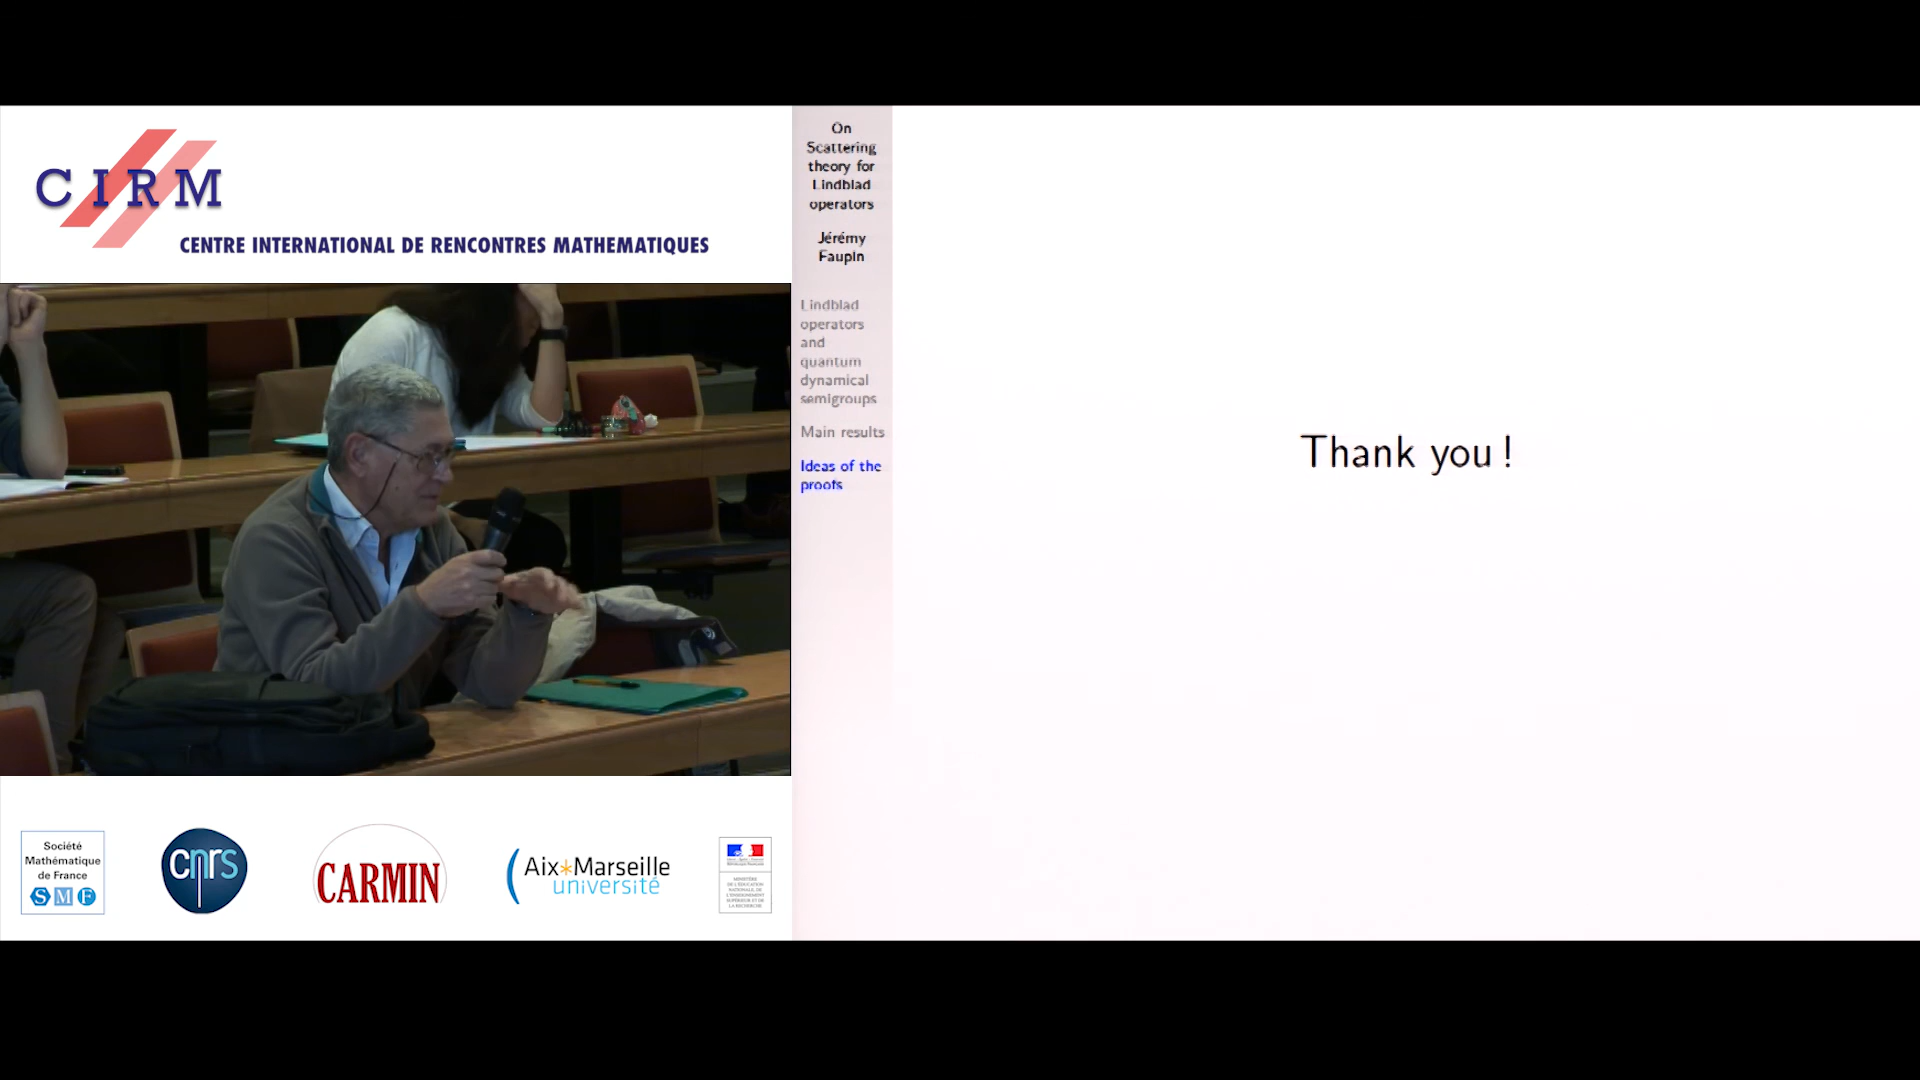 CIRM
CENTRE INTERNATIONAL DE RENCONTRES MATHEMATIQUES
On
Scattering
theory for
Lindblad
operators
Jérémy
Faupin
Lindblad
operators
and
quantum
dynamical
semigroups
Main results
Ideas of the
proofs
Thank you !
Société
Mathématique
de France
SMF
cnrs
CARMIN
Aix*Marseille
université